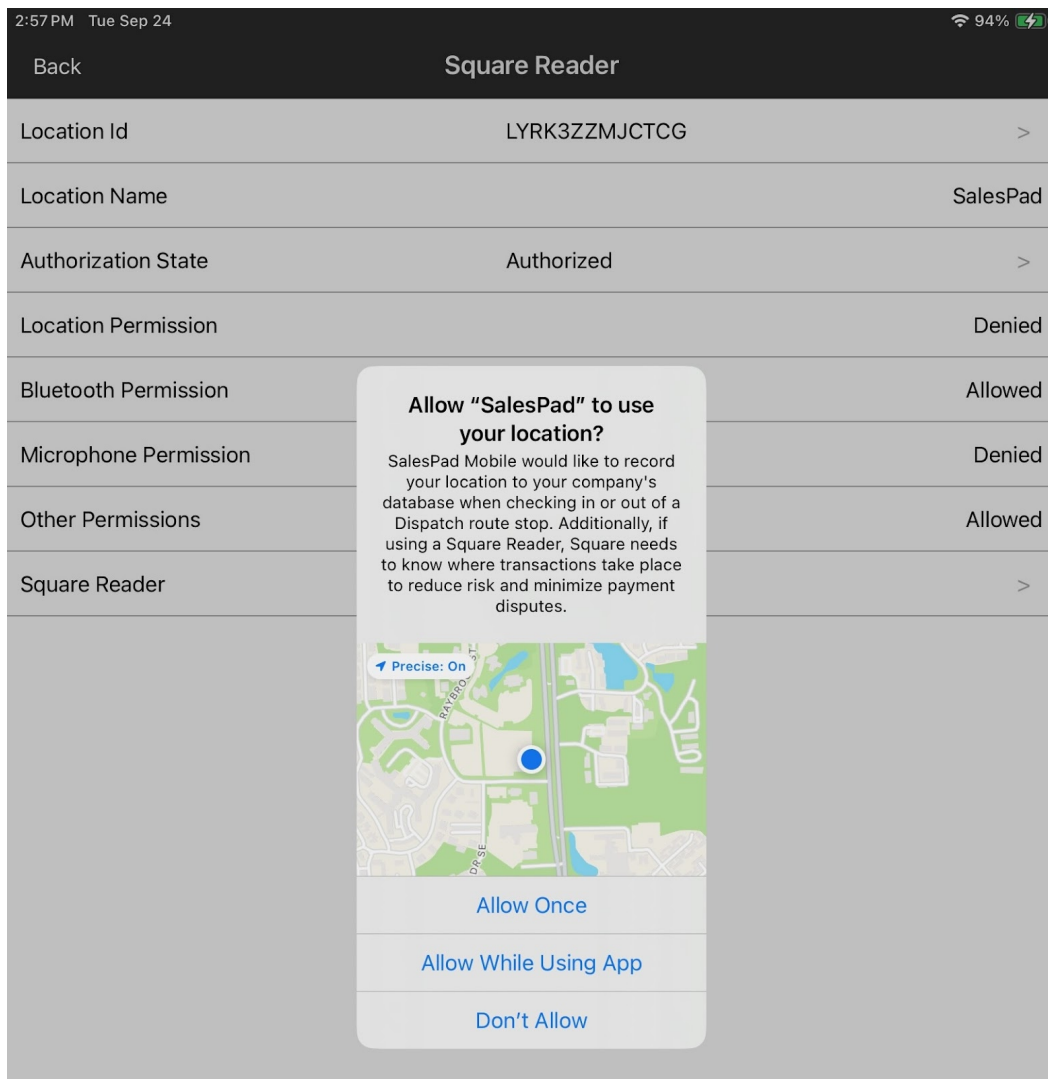 2:57 PM Tue Sep 24 94%
Back Square Reader
Location Id LYRK3ZZMJCTCG >
Location Name SalesPad
Authorization State Authorized >
Location Permission Denied
Bluetooth Permission Allowed
Microphone Permission Denied
Other Permissions Allowed
Square Reader >
Allow “SalesPad” to use
your location?
SalesPad Mobile would like to record
your location to your company's
database when checking in or out of a
Dispatch route stop. Additionally, if
using a Square Reader, Square needs
to know where transactions take place
to reduce risk and minimize payment
disputes.
Precise: On
DR SE
Allow Once
Allow While Using App
Don’t Allow